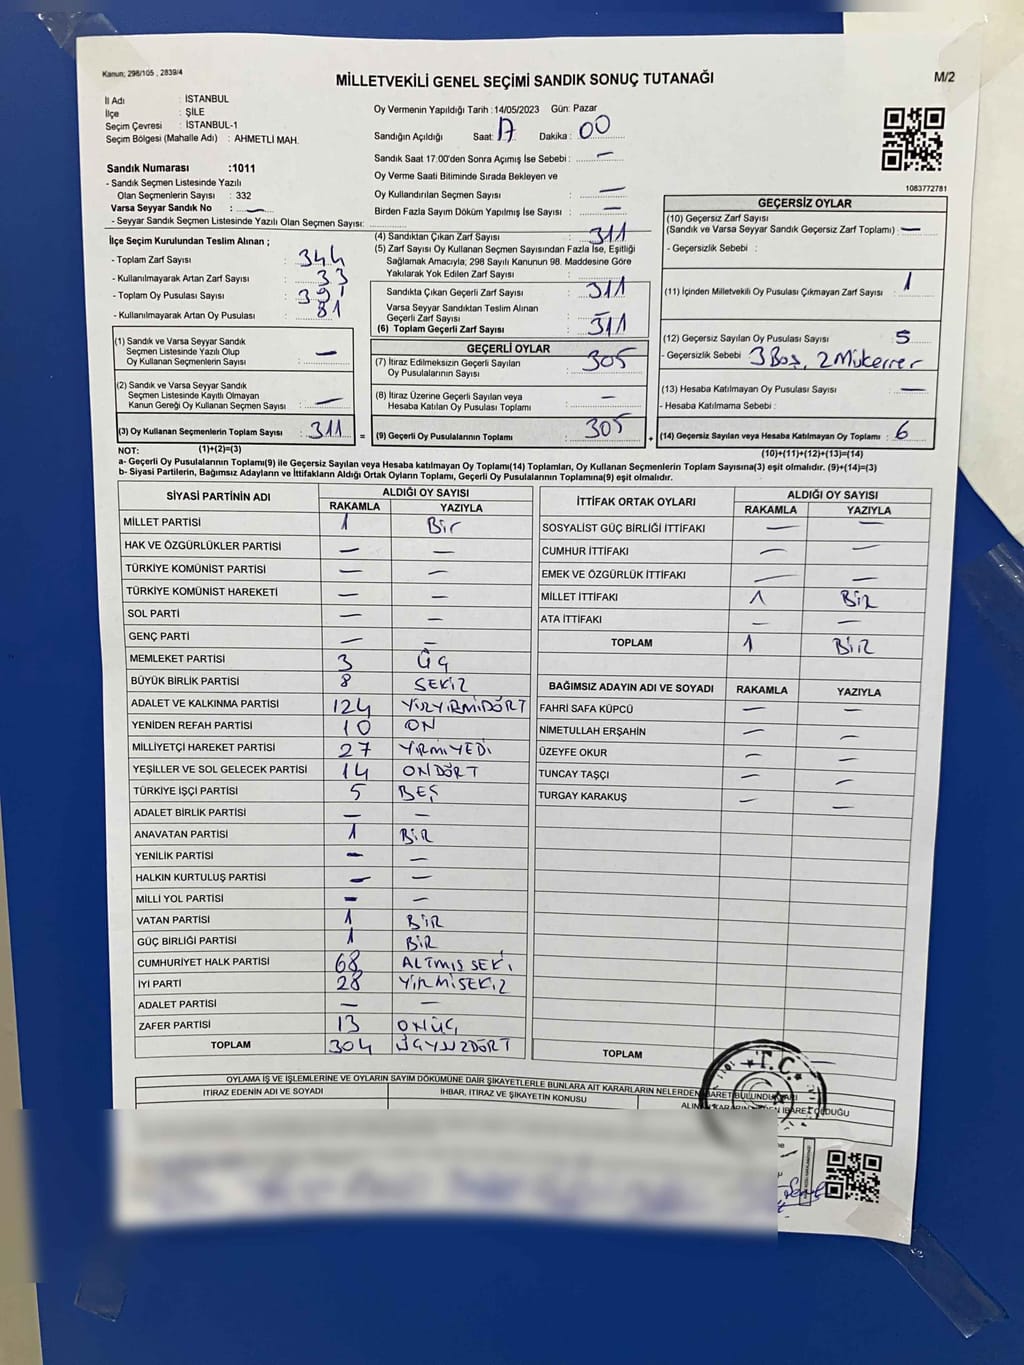 Kanun; 298/105 , 2839/4
MİLLETVEKİLİ GENEL SEÇİMİ SANDIK SONUÇ TUTANAĞI
M/2
İl Adı : İSTANBUL
İlçe : ŞİLE
Seçim Çevresi : İSTANBUL-1
Seçim Bölgesi (Mahalle Adı) : AHMETLİ MAH.
Sandık Numarası :1011
- Sandık Seçmen Listesinde Yazılı
Olan Seçmenlerin Sayısı : 332
Varsa Seyyar Sandık No : —
- Seyyar Sandık Seçmen Listesinde Yazılı Olan Seçmen Sayısı:
Oy Vermenin Yapıldığı Tarih : 14/05/2023 Gün: Pazar
Sandığın Açıldığı Saat: 17 Dakika : 00
Sandık Saat 17:00'den Sonra Açımış İse Sebebi : —
Oy Verme Saati Bitiminde Sırada Bekleyen ve
Oy Kullandırılan Seçmen Sayısı : —
Birden Fazla Sayım Döküm Yapılmış İse Sayısı : —
1083772781
İlçe Seçim Kurulundan Teslim Alınan ;
- Toplam Zarf Sayısı : 344
- Kullanılmayarak Artan Zarf Sayısı : 33
- Toplam Oy Pusulası Sayısı : 391
- Kullanılmayarak Artan Oy Pusulası : 81
(1) Sandık ve Varsa Seyyar Sandık
Seçmen Listesinde Yazılı Olup
Oy Kullanan Seçmenlerin Sayısı : —
(2) Sandık ve Varsa Seyyar Sandık
Seçmen Listesinde Kayıtlı Olmayan
Kanun Gereği Oy Kullanan Seçmen Sayısı : —
(3) Oy Kullanan Seçmenlerin Toplam Sayısı : 311 =
(4) Sandıktan Çıkan Zarf Sayısı : 311
(5) Zarf Sayısı Oy Kullanan Seçmen Sayısından Fazla İse, Eşitliği
Sağlamak Amacıyla; 298 Sayılı Kanunun 98. Maddesine Göre
Yakılarak Yok Edilen Zarf Sayısı :
Sandıkta Çıkan Geçerli Zarf Sayısı : 311
Varsa Seyyar Sandıktan Teslim Alınan
Geçerli Zarf Sayısı : —
(6) Toplam Geçerli Zarf Sayısı : 311
GEÇERLİ OYLAR
(7) İtiraz Edilmeksizin Geçerli Sayılan
Oy Pusulalarının Sayısı : 305
(8) İtiraz Üzerine Geçerli Sayılan veya
Hesaba Katılan Oy Pusulası Toplamı : —
(9) Geçerli Oy Pusulalarının Toplamı : 305 +
GEÇERSİZ OYLAR
(10) Geçersiz Zarf Sayısı
(Sandık ve Varsa Seyyar Sandık Geçersiz Zarf Toplamı) : —
- Geçersizlik Sebebi :
(11) İçinden Milletvekili Oy Pusulası Çıkmayan Zarf Sayısı : 1
(12) Geçersiz Sayılan Oy Pusulası Sayısı : 5
- Geçersizlik Sebebi : 3 Boş, 2 Mükerrer
(13) Hesaba Katılmayan Oy Pusulası Sayısı : —
- Hesaba Katılmama Sebebi :
(14) Geçersiz Sayılan veya Hesaba Katılmayan Oy Toplamı : 6
NOT: (1)+(2)=(3) (10)+(11)+(12)+(13)=(14)
a- Geçerli Oy Pusulalarının Toplamı(9) ile Geçersiz Sayılan veya Hesaba katılmayan Oy Toplamı(14) Toplamları, Oy Kullanan Seçmenlerin Toplam Sayısına(3) eşit olmalıdır. (9)+(14)=(3)
b- Siyasi Partilerin, Bağımsız Adayların ve İttifakların Aldığı Ortak Oyların Toplamı, Geçerli Oy Pusulalarının Toplamına(9) eşit olmalıdır.
SİYASİ PARTİNİN ADI ALDIĞI OY SAYISI
RAKAMLA YAZIYLA
MİLLET PARTİSİ 1 Bir
HAK VE ÖZGÜRLÜKLER PARTİSİ — —
TÜRKİYE KOMÜNİST PARTİSİ — —
TÜRKİYE KOMÜNİST HAREKETİ — —
SOL PARTİ — —
GENÇ PARTİ — —
MEMLEKET PARTİSİ 3 ÜÇ
BÜYÜK BİRLİK PARTİSİ 8 SEKİZ
ADALET VE KALKINMA PARTİSİ 124 YÜZYİRMİDÖRT
YENİDEN REFAH PARTİSİ 10 ON
MİLLİYETÇİ HAREKET PARTİSİ 27 YİRMİYEDİ
YEŞİLLER VE SOL GELECEK PARTİSİ 14 ONDÖRT
TÜRKİYE İŞÇİ PARTİSİ 5 BEŞ
ADALET BİRLİK PARTİSİ — —
ANAVATAN PARTİSİ 1 BİR
YENİLİK PARTİSİ — —
HALKIN KURTULUŞ PARTİSİ — —
MİLLİ YOL PARTİSİ — —
VATAN PARTİSİ 1 BİR
GÜÇ BİRLİĞİ PARTİSİ 1 BİR
CUMHURİYET HALK PARTİSİ 68 ALTMIŞ SEKİ
İYİ PARTİ 28 YİRMİSEKİZ
ADALET PARTİSİ — —
ZAFER PARTİSİ 13 ONÜÇ
TOPLAM 304 ÜÇYUZDÖRT
İTTİFAK ORTAK OYLARI ALDIĞI OY SAYISI
RAKAMLA YAZIYLA
SOSYALİST GÜÇ BİRLİĞİ İTTİFAKI — —
CUMHUR İTTİFAKI — —
EMEK VE ÖZGÜRLÜK İTTİFAKI — —
MİLLET İTTİFAKI 1 BİR
ATA İTTİFAKI — —
TOPLAM 1 BİR
BAĞIMSIZ ADAYIN ADI VE SOYADI RAKAMLA YAZIYLA
FAHRİ SAFA KÜPCÜ — —
NİMETULLAH ERŞAHİN — —
ÜZEYFE OKUR — —
TUNCAY TAŞÇI — —
TURGAY KARAKUŞ — —
TOPLAM
T.C.
OYLAMA İŞ VE İŞLEMLERİNE VE OYLARIN SAYIM DÖKÜMÜNE DAİR ŞİKAYETLERLE BUNLARA AİT KARARLARIN NELERDEN İBARET BULUNDUKLARI
İTİRAZ EDENİN ADI VE SOYADI İHBAR, İTİRAZ VE ŞİKAYETİN KONUSU